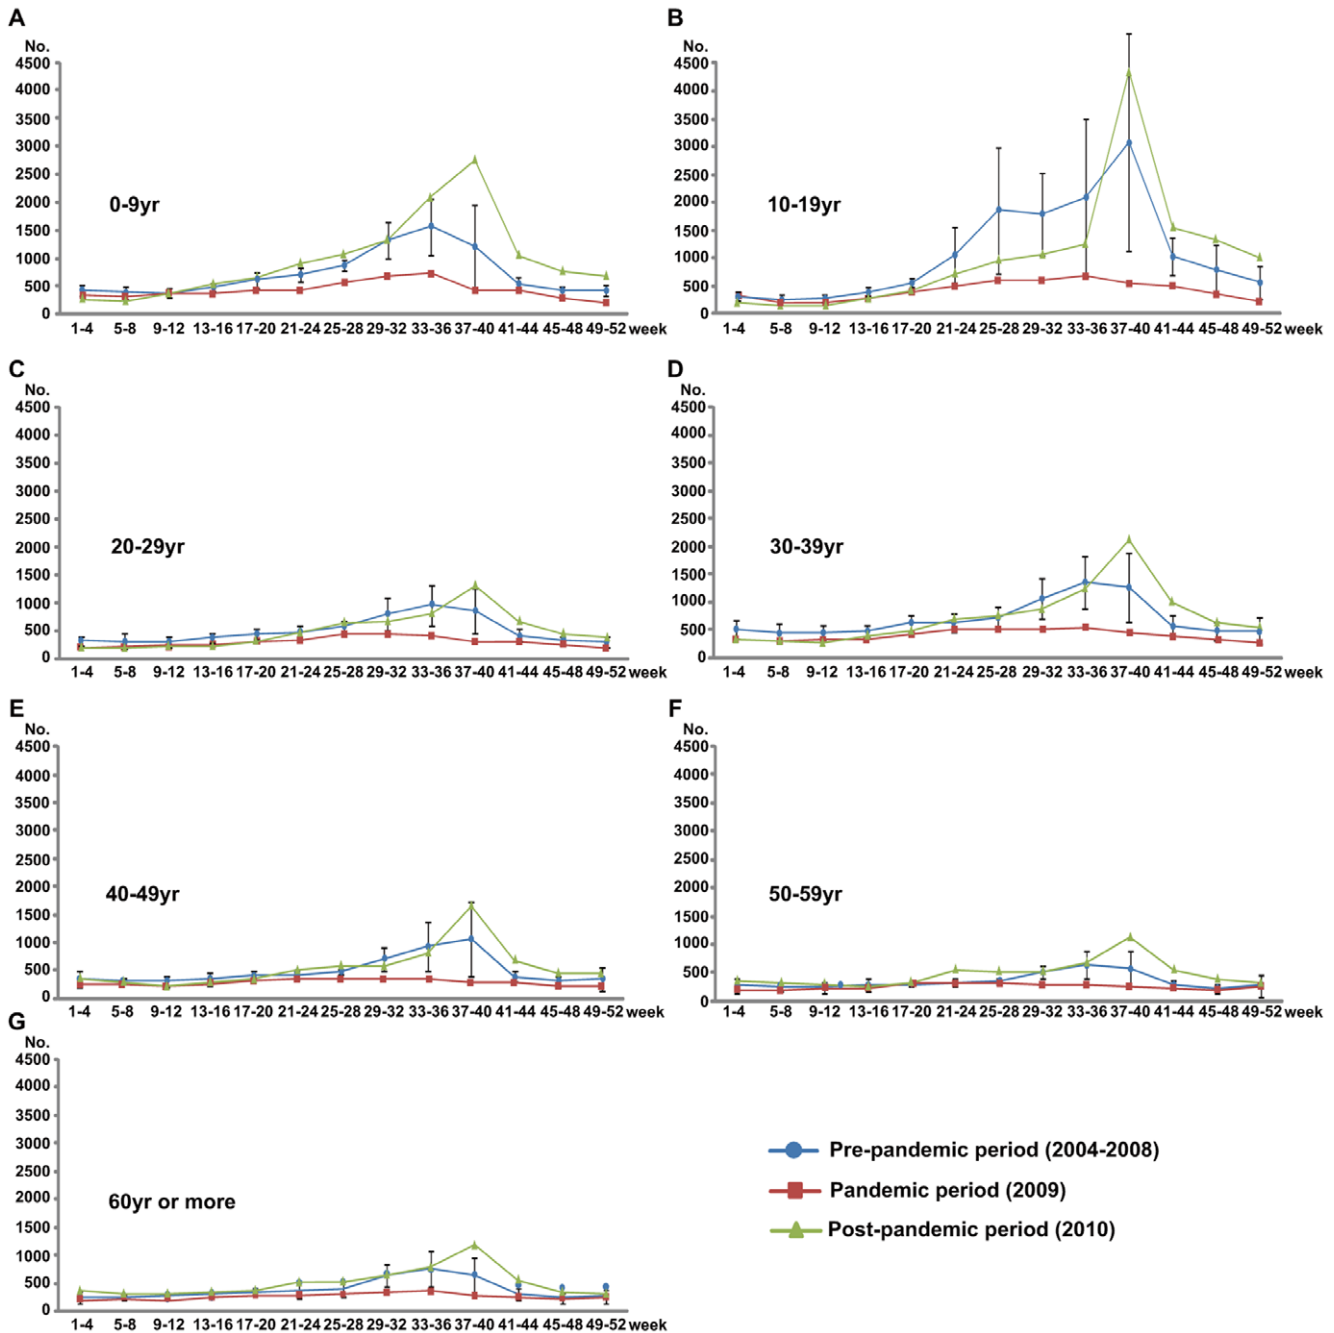 A
No.
4500
4000
3500
3000
2500
2000
1500
1000
500
0
0-9yr
1-4 5-8 9-12 13-16 17-20 21-24 25-28 29-32 33-36 37-40 41-44 45-48 49-52 week
B
No.
4500
4000
3500
3000
2500
2000
1500
1000
500
0
10-19yr
1-4 5-8 9-12 13-16 17-20 21-24 25-28 29-32 33-36 37-40 41-44 45-48 49-52 week
C
No.
4500
4000
3500
3000
2500
2000
1500
1000
500
0
20-29yr
1-4 5-8 9-12 13-16 17-20 21-24 25-28 29-32 33-36 37-40 41-44 45-48 49-52 week
D
No.
4500
4000
3500
3000
2500
2000
1500
1000
500
0
30-39yr
1-4 5-8 9-12 13-16 17-20 21-24 25-28 29-32 33-36 37-40 41-44 45-48 49-52 week
E
No.
4500
4000
3500
3000
2500
2000
1500
1000
500
0
40-49yr
1-4 5-8 9-12 13-16 17-20 21-24 25-28 29-32 33-36 37-40 41-44 45-48 49-52 week
F
No.
4500
4000
3500
3000
2500
2000
1500
1000
500
0
50-59yr
1-4 5-8 9-12 13-16 17-20 21-24 25-28 29-32 33-36 37-40 41-44 45-48 49-52 week
G
No.
4500
4000
3500
3000
2500
2000
1500
1000
500
0
60yr or more
1-4 5-8 9-12 13-16 17-20 21-24 25-28 29-32 33-36 37-40 41-44 45-48 49-52 week
Pre-pandemic period (2004-2008)
Pandemic period (2009)
Post-pandemic period (2010)